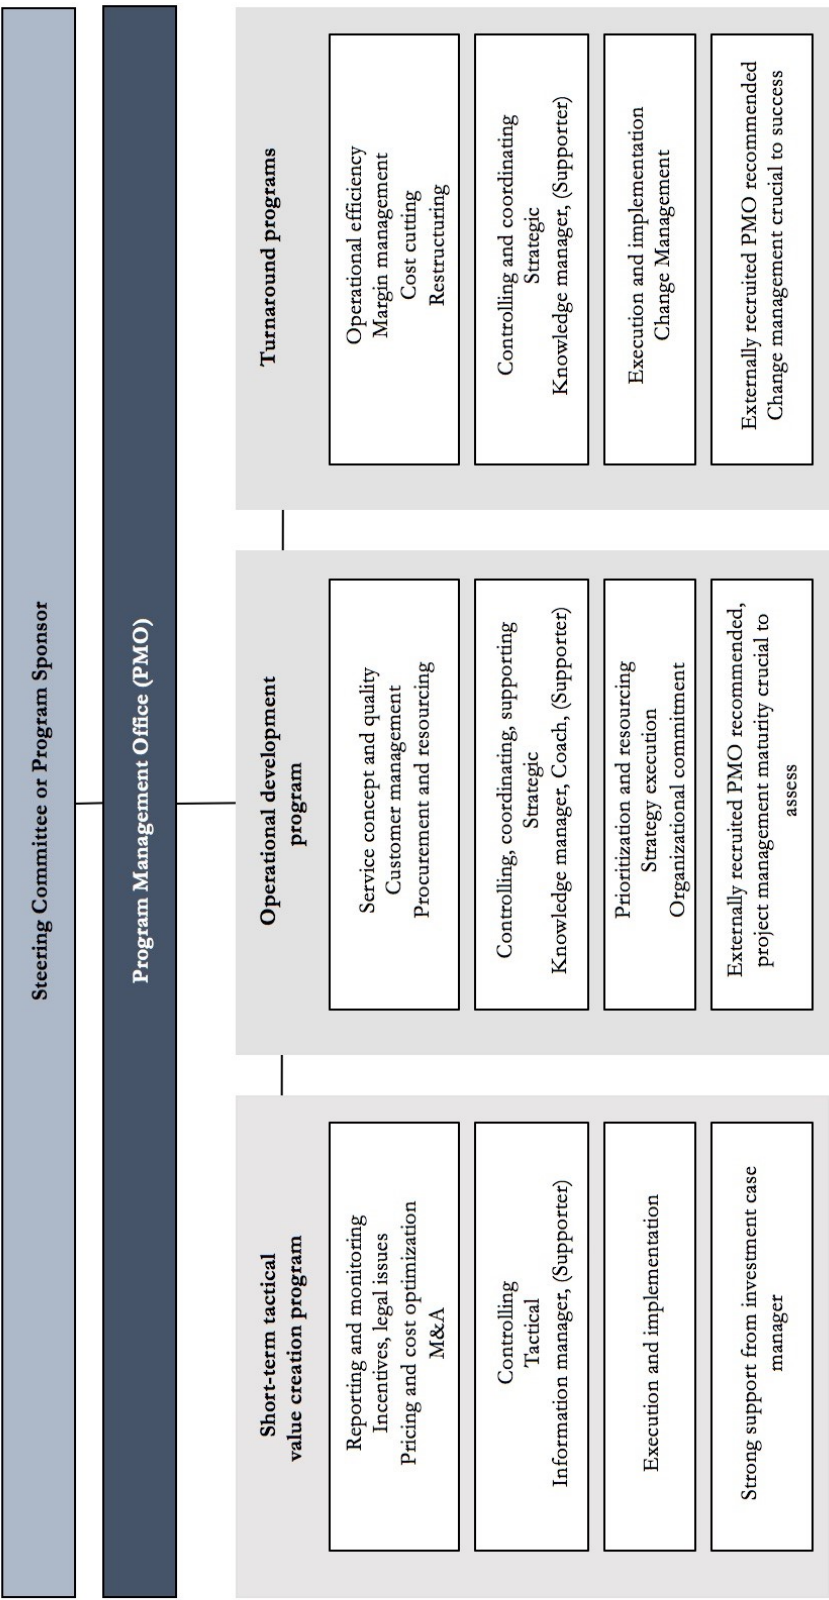 Steering Committee or Program Sponsor
Program Management Office (PMO)
Short-term tactical
value creation program
Reporting and monitoring
Incentives, legal issues
Pricing and cost optimization
M&A
Controlling
Tactical
Information manager, (Supporter)
Execution and implementation
Strong support from investment case
manager
Operational development
program
Service concept and quality
Customer management
Procurement and resourcing
Controlling, coordinating, supporting
Strategic
Knowledge manager, Coach, (Supporter)
Prioritization and resourcing
Strategy execution
Organizational commitment
Externally recruited PMO recommended,
project management maturity crucial to
assess
Turnaround programs
Operational efficiency
Margin management
Cost cutting
Restructuring
Controlling and coordinating
Strategic
Knowledge manager, (Supporter)
Execution and implementation
Change Management
Externally recruited PMO recommended
Change management crucial to success